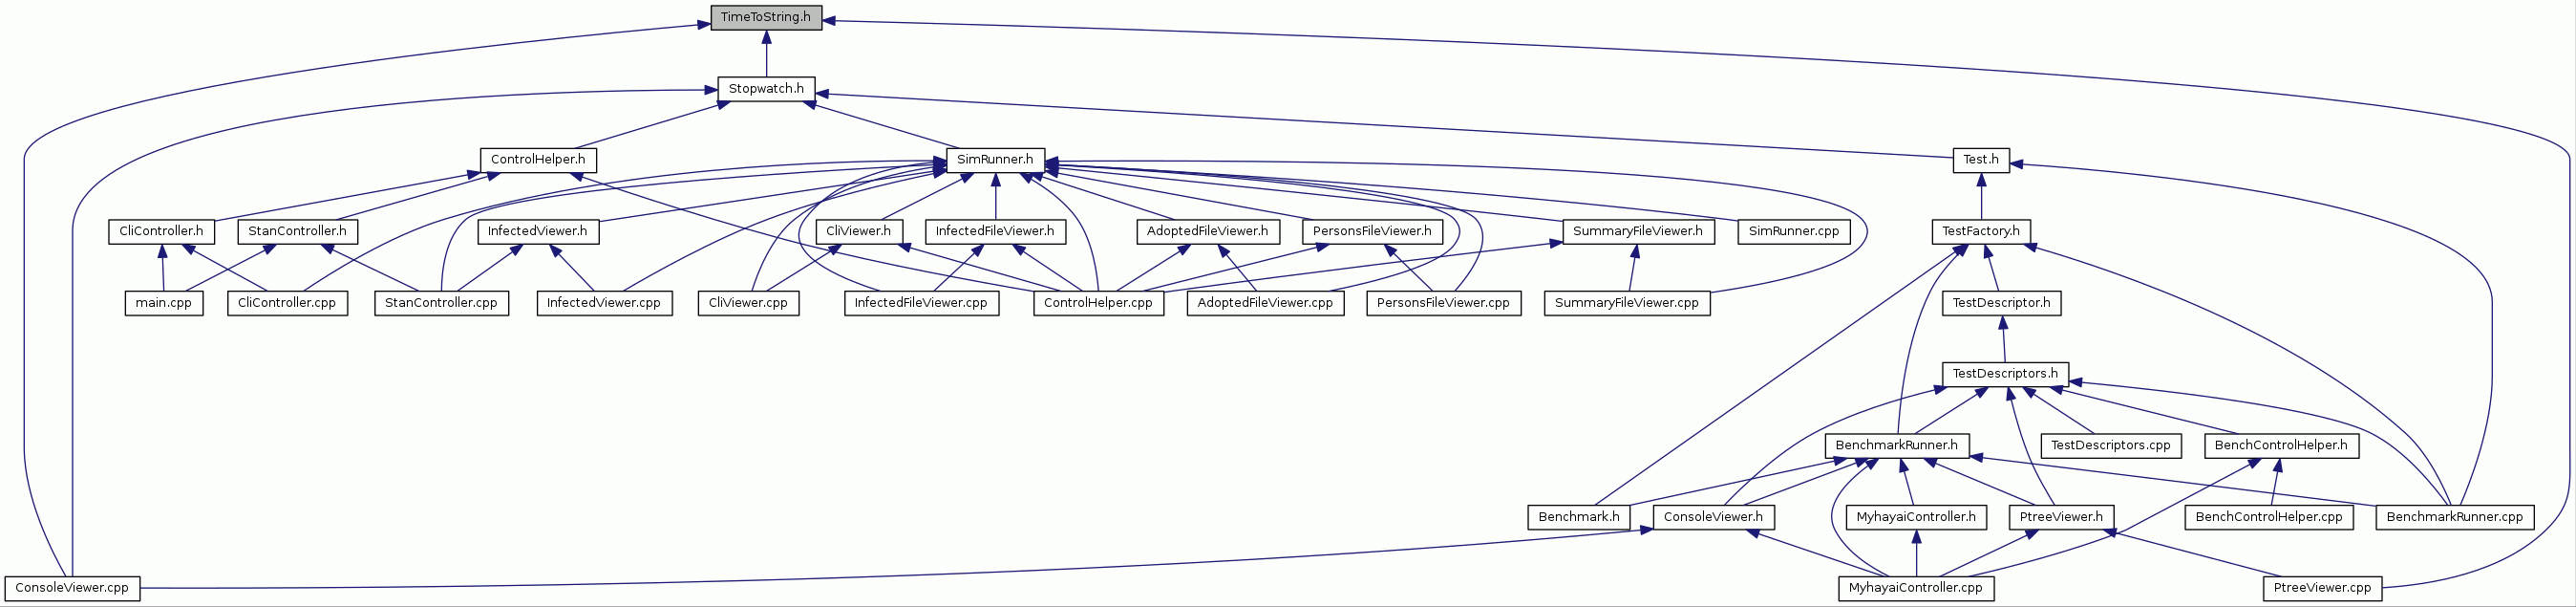 TimeToString.h
Stopwatch.h
ControlHelper.h
SimRunner.h
Test.h
CliController.h
StanController.h
InfectedViewer.h
CliViewer.h
InfectedFileViewer.h
AdoptedFileViewer.h
PersonsFileViewer.h
SummaryFileViewer.h
SimRunner.cpp
TestFactory.h
main.cpp
CliController.cpp
StanController.cpp
InfectedViewer.cpp
CliViewer.cpp
InfectedFileViewer.cpp
ControlHelper.cpp
AdoptedFileViewer.cpp
PersonsFileViewer.cpp
SummaryFileViewer.cpp
TestDescriptor.h
TestDescriptors.h
BenchmarkRunner.h
TestDescriptors.cpp
BenchControlHelper.h
Benchmark.h
ConsoleViewer.h
MyhayaiController.h
PtreeViewer.h
BenchControlHelper.cpp
BenchmarkRunner.cpp
ConsoleViewer.cpp
MyhayaiController.cpp
PtreeViewer.cpp